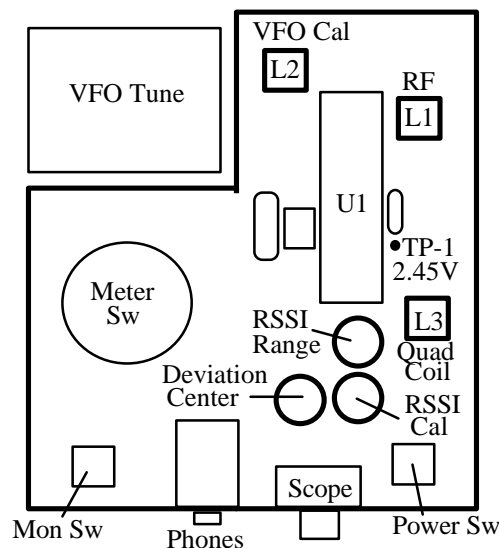 VFO Cal
L2
VFO Tune
RF
L1
U1
TP-1
2.45V
Meter
Sw
RSSI
Range
L3
Quad
Coil
Deviation
Center
RSSI
Cal
Scope
Mon Sw
Phones
Power Sw